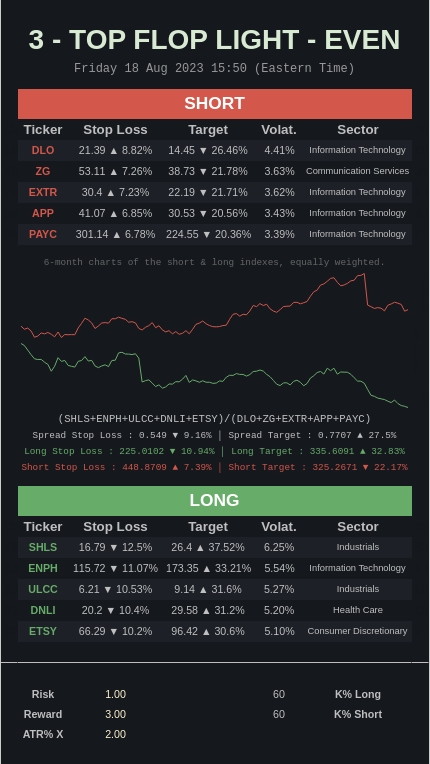 3 - TOP FLOP LIGHT - EVEN
Friday 18 Aug 2023 15:50 (Eastern Time)
SHORT
Ticker Stop Loss Target Volat. Sector
DLO 21.39 ▲ 8.82% 14.45 ▼ 26.46% 4.41% Information Technology
ZG 53.11 ▲ 7.26% 38.73 ▼ 21.78% 3.63% Communication Services
EXTR 30.4 ▲ 7.23% 22.19 ▼ 21.71% 3.62% Information Technology
APP 41.07 ▲ 6.85% 30.53 ▼ 20.56% 3.43% Information Technology
PAYC 301.14 ▲ 6.78% 224.55 ▼ 20.36% 3.39% Information Technology
6-month charts of the short & long indexes, equally weighted.
(SHLS+ENPH+ULCC+DNLI+ETSY)/(DLO+ZG+EXTR+APP+PAYC)
Spread Stop Loss : 0.549 ▼ 9.16% | Spread Target : 0.7707 ▲ 27.5%
Long Stop Loss : 225.0102 ▼ 10.94% | Long Target : 335.6091 ▲ 32.83%
Short Stop Loss : 448.8709 ▲ 7.39% | Short Target : 325.2671 ▼ 22.17%
LONG
Ticker Stop Loss Target Volat. Sector
SHLS 16.79 ▼ 12.5% 26.4 ▲ 37.52% 6.25% Industrials
ENPH 115.72 ▼ 11.07% 173.35 ▲ 33.21% 5.54% Information Technology
ULCC 6.21 ▼ 10.53% 9.14 ▲ 31.6% 5.27% Industrials
DNLI 20.2 ▼ 10.4% 29.58 ▲ 31.2% 5.20% Health Care
ETSY 66.29 ▼ 10.2% 96.42 ▲ 30.6% 5.10% Consumer Discretionary
Risk 1.00 60 K% Long
Reward 3.00 60 K% Short
ATR% X 2.00